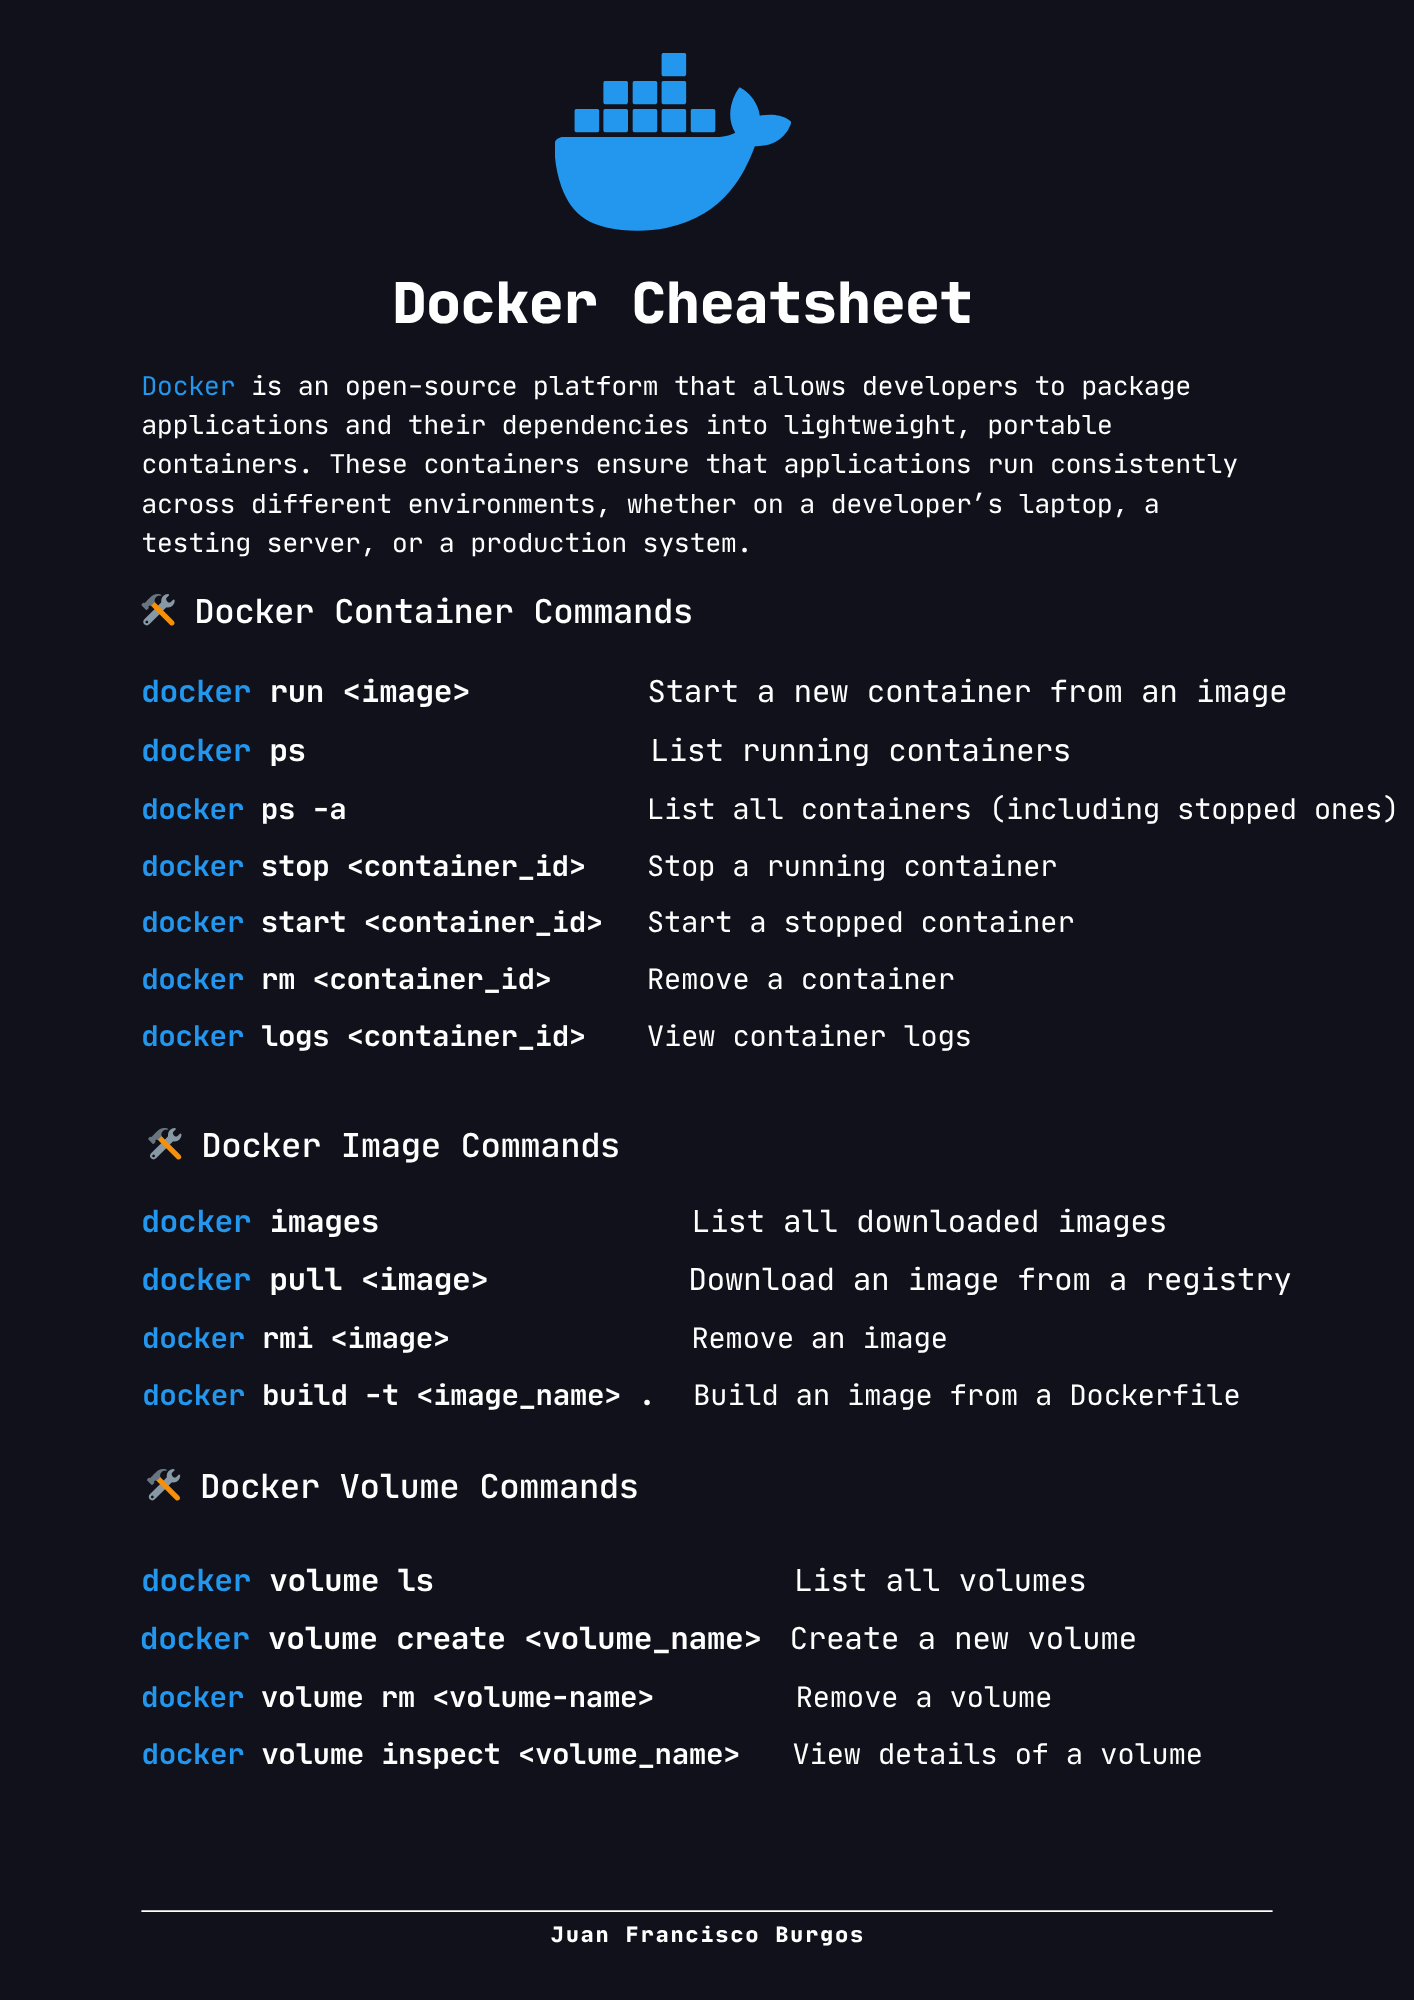 Docker Cheatsheet
Docker is an open-source platform that allows developers to package
applications and their dependencies into lightweight, portable
containers. These containers ensure that applications run consistently
across different environments, whether on a developer’s laptop, a
testing server, or a production system.
🛠 Docker Container Commands
docker run <image> Start a new container from an image
docker ps List running containers
docker ps -a List all containers (including stopped ones)
docker stop <container_id> Stop a running container
docker start <container_id> Start a stopped container
docker rm <container_id> Remove a container
docker logs <container_id> View container logs
🛠 Docker Image Commands
docker images List all downloaded images
docker pull <image> Download an image from a registry
docker rmi <image> Remove an image
docker build -t <image_name> . Build an image from a Dockerfile
🛠 Docker Volume Commands
docker volume ls List all volumes
docker volume create <volume_name> Create a new volume
docker volume rm <volume-name> Remove a volume
docker volume inspect <volume_name> View details of a volume
Juan Francisco Burgos